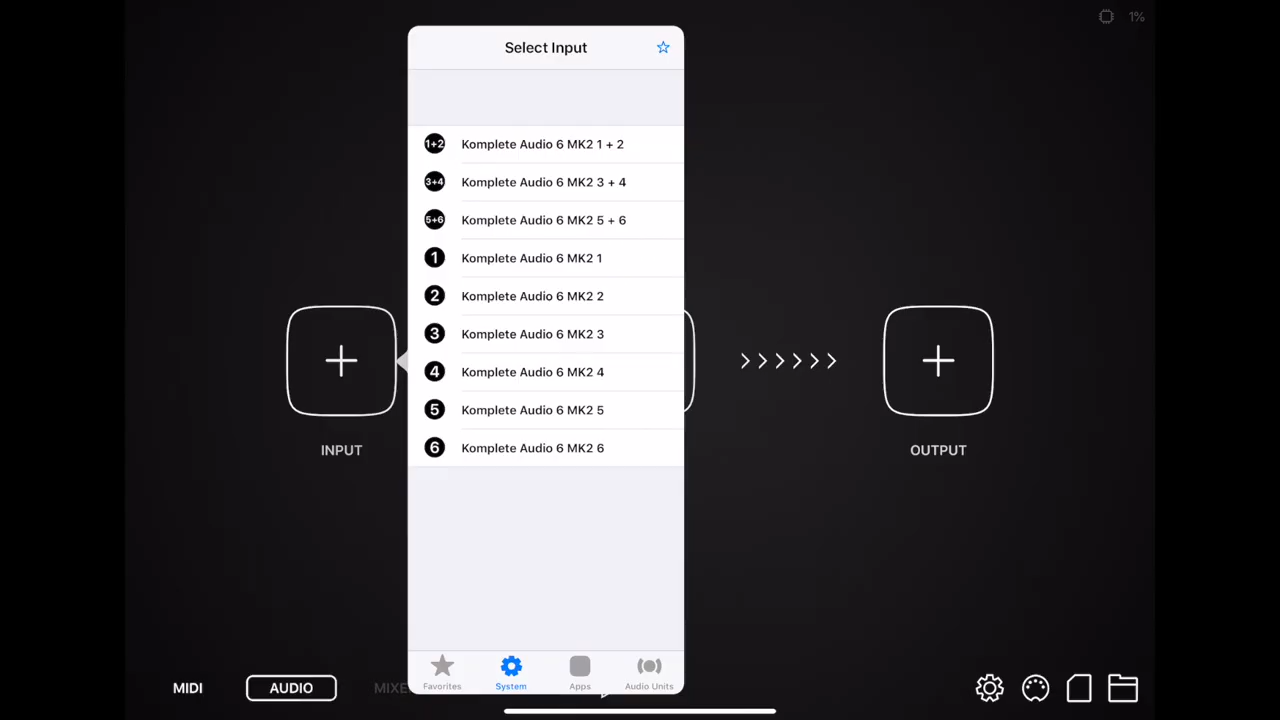 1%
Select Input
1+2 Komplete Audio 6 MK2 1 + 2
3+4 Komplete Audio 6 MK2 3 + 4
5+6 Komplete Audio 6 MK2 5 + 6
1 Komplete Audio 6 MK2 1
2 Komplete Audio 6 MK2 2
3 Komplete Audio 6 MK2 3
4 Komplete Audio 6 MK2 4
5 Komplete Audio 6 MK2 5
6 Komplete Audio 6 MK2 6
INPUT
OUTPUT
Favorites System Apps Audio Units
MIDI AUDIO